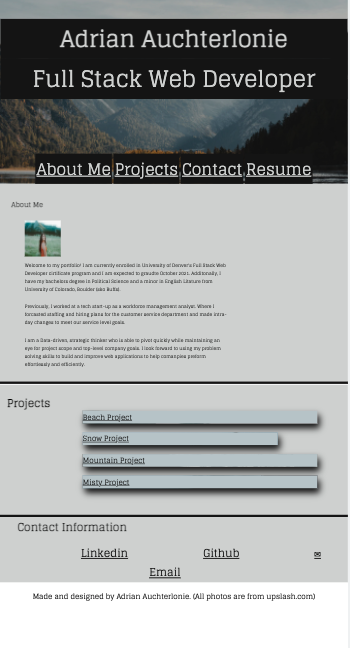 Adrian Auchterlonie
Full Stack Web Developer
About Me Projects Contact Resume
About Me
Welcome to my portfolio! I am currently enrolled in University of Denver's Full Stack Web
Developer cirtificate program and I am expected to graudte October 2021. Additonally, I
have my bachelors degree in Political Science and a minor in English Literature from
University of Colorado, Boulder (sko Buffs).
Peviously, I worked at a tech start-up as a workforce management analyst. Where I
forcasted staffing and hiring plans for the customer service department and made intra-
day changes to meet our service level goals.
I am a Data-driven, strategic thinker who is able to pivot quickly while maintaining an
eye for project scope and top-level company goals. I look forward to using my problem
solving skills to build and improve web applications to help comanpies preform
effortlessly and efficiently.
Projects
Beach Project
Snow Project
Mountain Project
Misty Project
Contact Information
Linkedin Github ✉
Email
Made and designed by Adrian Auchterlonie. (All photos are from upslash.com)